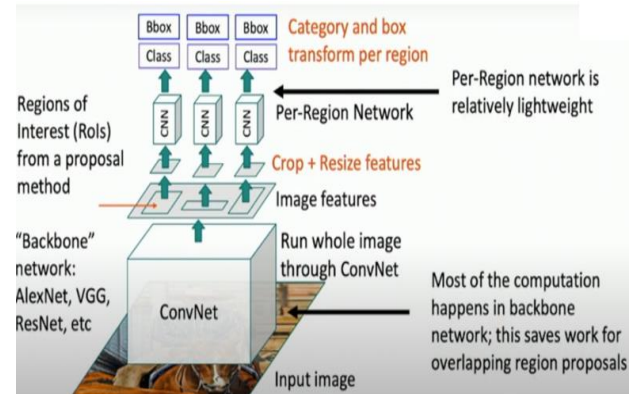 Bbox Bbox Bbox
Class Class Class
Category and box
transform per region
Per-Region network is
relatively lightweight
Regions of
Interest (RoIs)
from a proposal
method
CNN CNN CNN
Per-Region Network
Crop + Resize features
Image features
"Backbone"
network:
AlexNet, VGG,
ResNet, etc
Run whole image
through ConvNet
ConvNet
Most of the computation
happens in backbone
network; this saves work for
overlapping region proposals
Input image